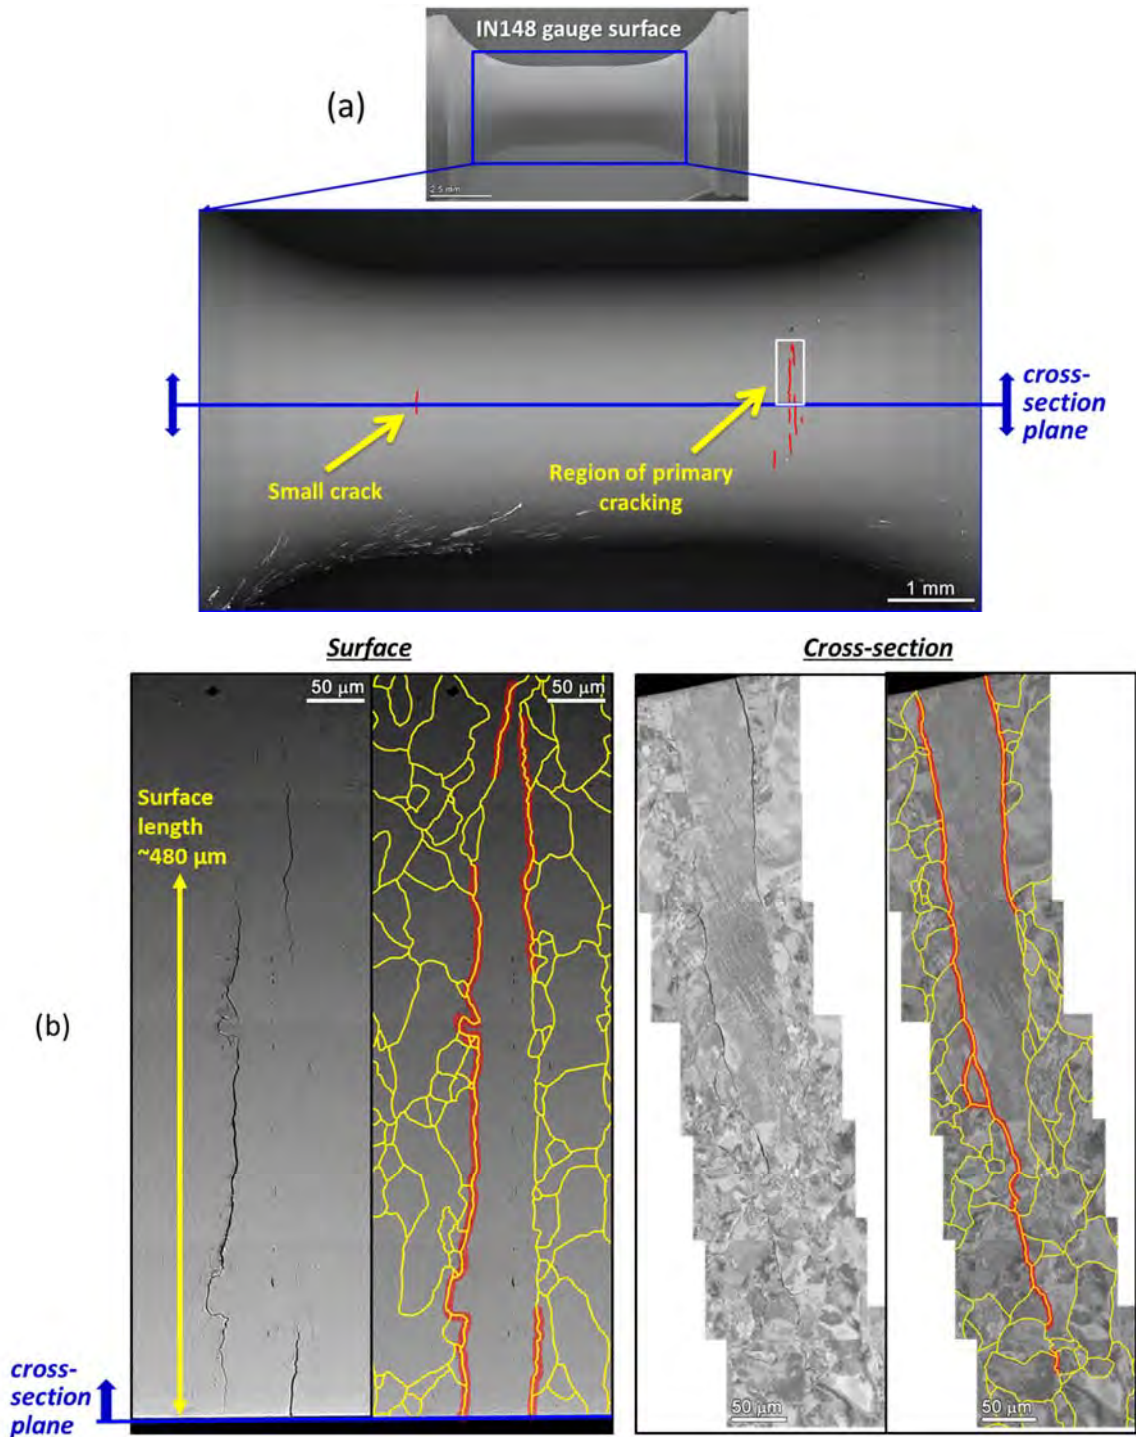 IN148 gauge surface
(a)
2.5 mm
cross-
section
plane
Small crack
Region of primary
cracking
1 mm
Surface
Cross-section
50 μm
50 μm
Surface
length
~480 μm
(b)
cross-
section
plane
50 μm
50 μm